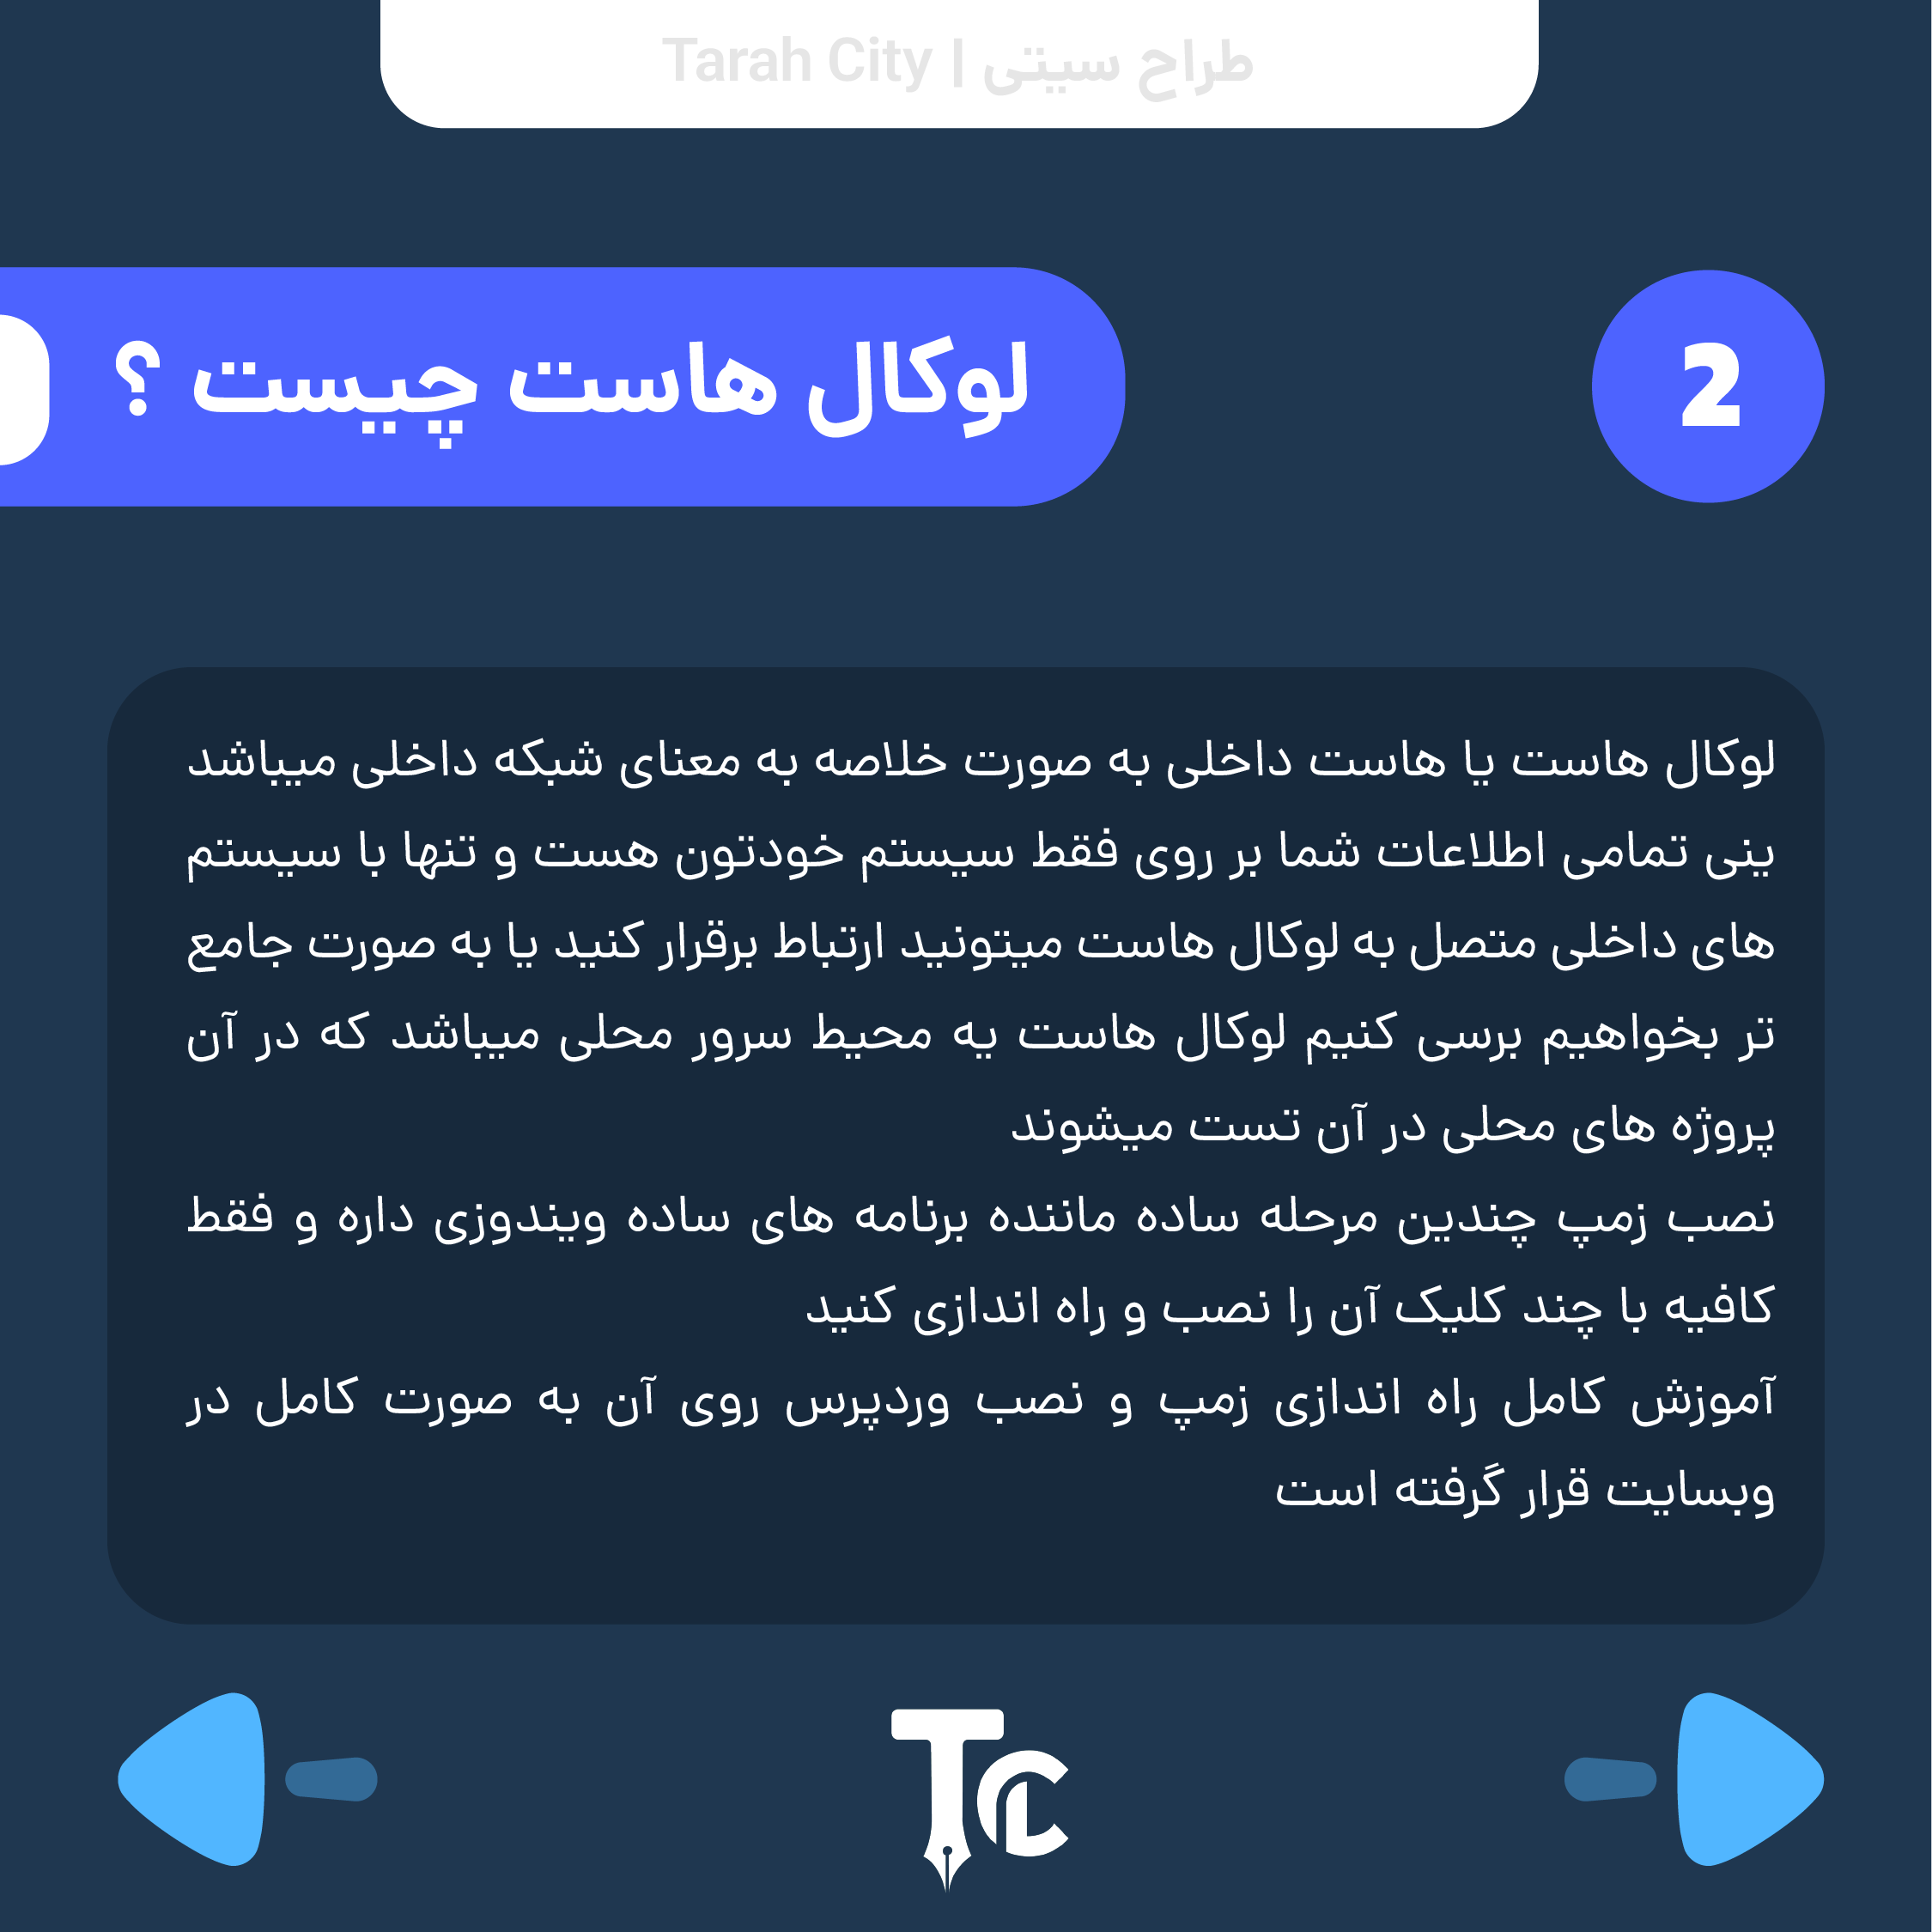 طراح سیتی | Tarah City
2
لوکال هاست چیست ؟
لوکال هاست یا هاست داخلی به صورت خلاصه به معنای شبکه داخلی میباشد
ینی تمامی اطلاعات شما بر روی فقط سیستم خودتون هست و تنها با سیستم
های داخلی متصل به لوکال هاست میتونید ارتباط برقرار کنید یا به صورت جامع
تر بخواهیم برسی کنیم لوکال هاست یه محیط سرور محلی میباشد که در آن
پروژه های محلی در آن تست میشوند
نصب زمپ چندین مرحله ساده ماننده برنامه های ساده ویندوزی داره و فقط
کافیه با چند کلیک آن را نصب و راه اندازی کنید
آموزش کامل راه اندازی زمپ و نصب وردپرس روی آن به صورت کامل در
وبسایت قرار گرفته است
TC